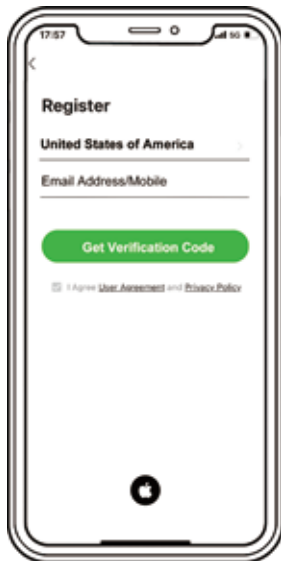 17:57
5G
Register
United States of America
Email Address/Mobile
Get Verification Code
I Agree User Agreement and Privacy Policy